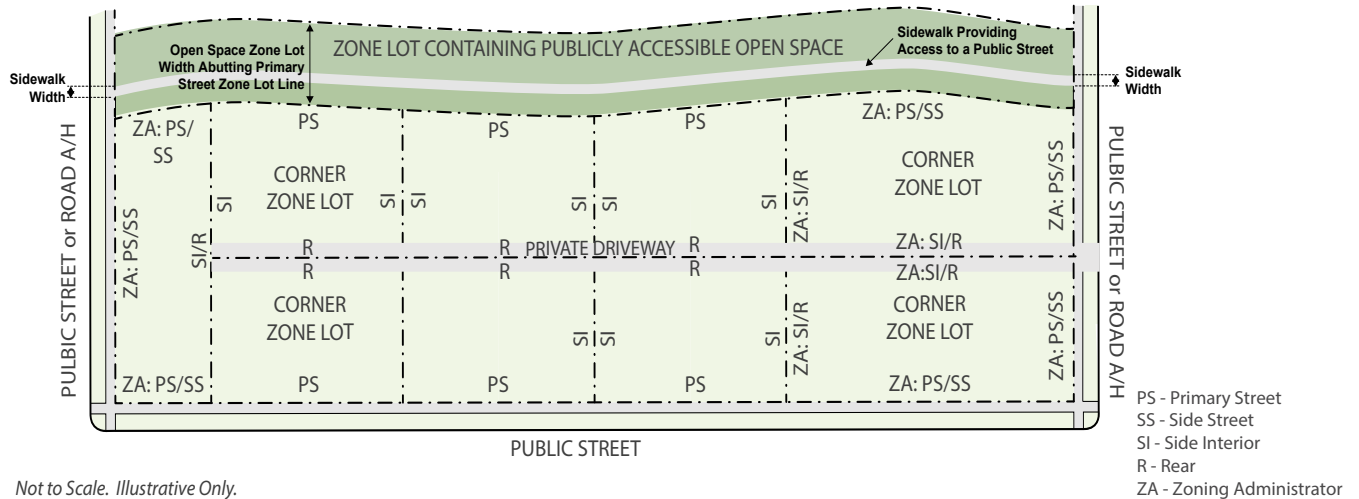 Open Space Zone Lot
Width Abutting Primary
Street Zone Lot Line
ZONE LOT CONTAINING PUBLICLY ACCESSIBLE OPEN SPACE
Sidewalk Providing
Access to a Public Street
Sidewalk
Width
Sidewalk
Width
PULBIC STREET or ROAD A/H
ZA: PS/
SS
PS
PS
PS
ZA: PS/SS
CORNER
ZONE LOT
CORNER
ZONE LOT
ZA: PS/SS
SI/R
SI
SI
SI
SI
SI
SI
ZA: SI/R
ZA: PS/SS
PULBIC STREET or ROAD A/H
R
R
PRIVATE DRIVEWAY
R
ZA: SI/R
R
R
R
ZA:SI/R
CORNER
ZONE LOT
CORNER
ZONE LOT
SI
SI
SI
ZA: SI/R
ZA: PS/SS
ZA: PS/SS
PS
PS
PS
ZA: PS/SS
PUBLIC STREET
PS - Primary Street
SS - Side Street
SI - Side Interior
R - Rear
ZA - Zoning Administrator
Not to Scale. Illustrative Only.